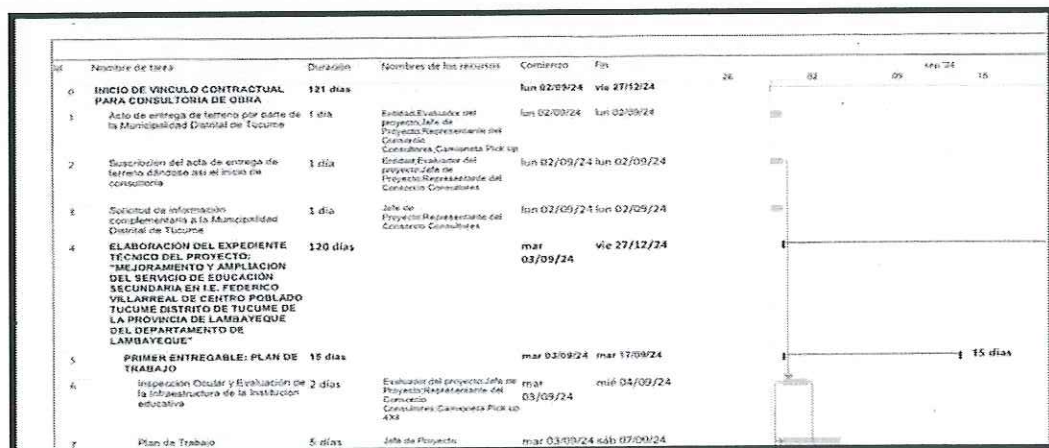 Id Nombre de tarea Duración Nombres de los recursos Comienzo Fin sep '24
26 02 09 16
0 INICIO DE VINCULO CONTRACTUAL PARA CONSULTORIA DE OBRA 121 días lun 02/09/24 vie 27/12/24
1 Acto de entrega de terreno por parte de la Municipalidad Distrital de Tucume 1 día Entidad;Evaluador del proyecto;Jefe de Proyecto;Representante del Consorcio Consultores;Camioneta Pick up lun 02/09/24 lun 02/09/24
2 Suscribcion del acta de entrega de terreno dándose asi el inicio de consultoria 1 día Entidad;Evaluador del proyecto;Jefe de Proyecto;Representante del Consorcio Consultores lun 02/09/24 lun 02/09/24
3 Solicitud de información complementaria a la Municipalidad Distrital de Tucume 1 día Jefe de Proyecto;Representante del Consorcio Consultores lun 02/09/24 lun 02/09/24
4 ELABORACIÓN DEL EXPEDIENTE TÉCNICO DEL PROYECTO: "MEJORAMIENTO Y AMPLIACION DEL SERVICIO DE EDUCACIÓN SECUNDARIA EN I.E. FEDERICO VILLARREAL DE CENTRO POBLADO TUCUME DISTRITO DE TUCUME DE LA PROVINCIA DE LAMBAYEQUE DEL DEPARTAMENTO DE LAMBAYEQUE" 120 días mar 03/09/24 vie 27/12/24
5 PRIMER ENTREGABLE: PLAN DE TRABAJO 15 días mar 03/09/24 mar 17/09/24 15 días
6 Inspección Ocular y Evaluación de la Infraestructura de la Institucion educativa 2 días Evaluador del proyecto;Jefe de Proyecto;Representante del Consorcio Consultores;Camioneta Pick up 4X4 mar 03/09/24 mié 04/09/24
7 Plan de Trabajo 5 días Jefe de Proyecto mar 03/09/24 sáb 07/09/24